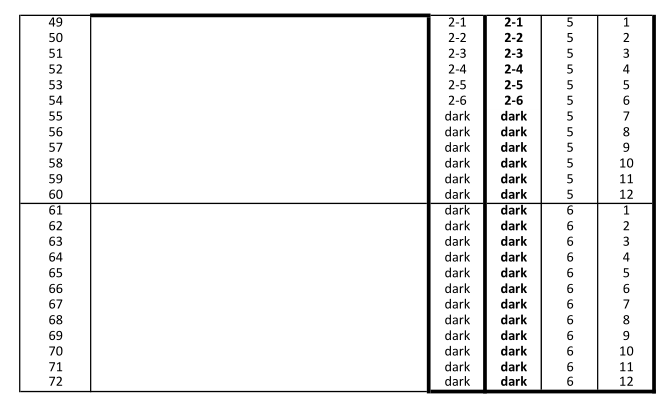 49 2-1 2-1 5 1
50 2-2 2-2 5 2
51 2-3 2-3 5 3
52 2-4 2-4 5 4
53 2-5 2-5 5 5
54 2-6 2-6 5 6
55 dark dark 5 7
56 dark dark 5 8
57 dark dark 5 9
58 dark dark 5 10
59 dark dark 5 11
60 dark dark 5 12
61 dark dark 6 1
62 dark dark 6 2
63 dark dark 6 3
64 dark dark 6 4
65 dark dark 6 5
66 dark dark 6 6
67 dark dark 6 7
68 dark dark 6 8
69 dark dark 6 9
70 dark dark 6 10
71 dark dark 6 11
72 dark dark 6 12